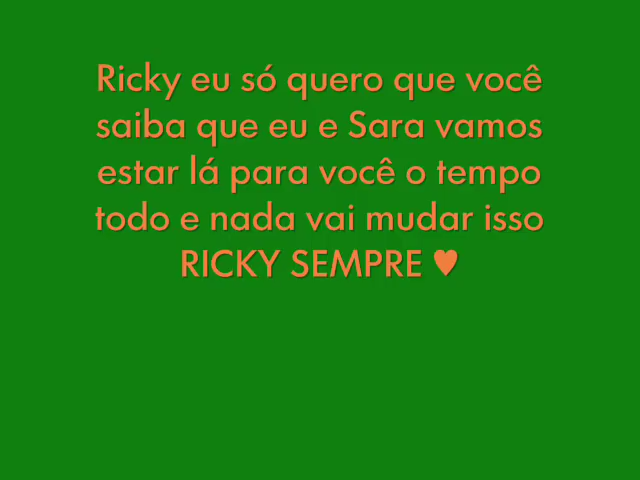 Ricky eu só quero que você
saiba que eu e Sara vamos
estar lá para você o tempo
todo e nada vai mudar isso
RICKY SEMPRE ♥